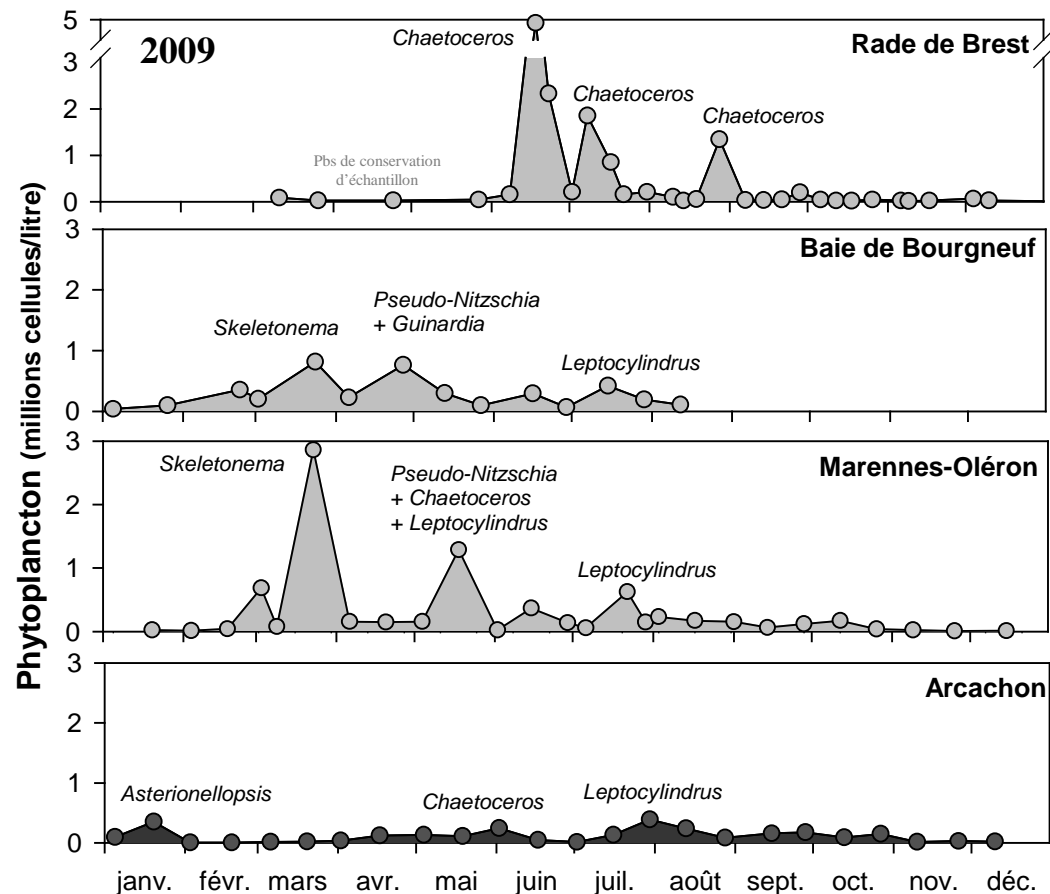 Phytoplancton (millions cellules/litre)
5
3
2
1
0
2009
Rade de Brest
Chaetoceros
Chaetoceros
Chaetoceros
Pbs de conservation
d'échantillon
3
2
1
0
Baie de Bourgneuf
Skeletonema
Pseudo-Nitzschia
+ Guinardia
Leptocylindrus
3
2
1
0
Marennes-Oléron
Skeletonema
Pseudo-Nitzschia
+ Chaetoceros
+ Leptocylindrus
Leptocylindrus
3
2
1
0
Arcachon
Asterionellopsis
Chaetoceros
Leptocylindrus
janv. févr. mars avr. mai juin juil. août sept. oct. nov. déc.